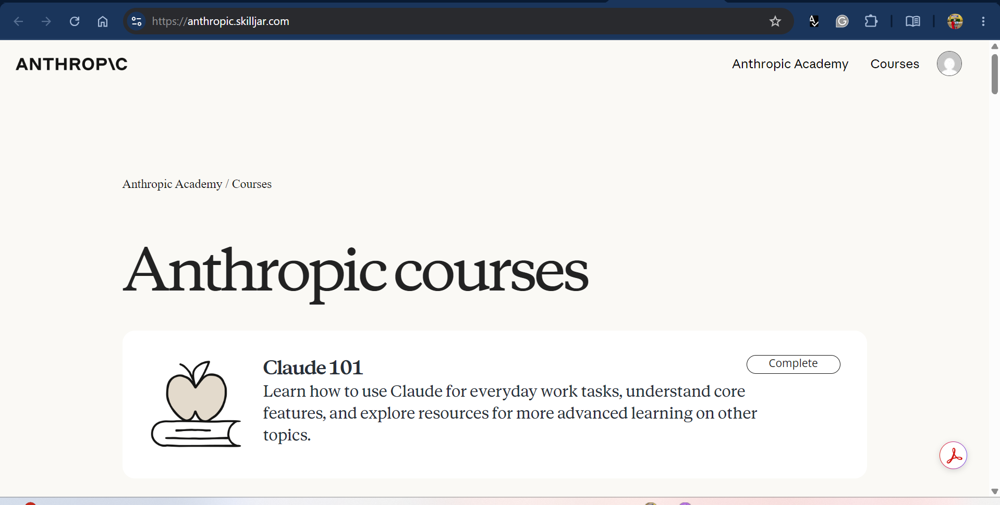 https://anthropic.skilljar.com
ANTHROP\C
Anthropic Academy
Courses
Anthropic Academy / Courses
Anthropic courses
Claude 101
Complete
Learn how to use Claude for everyday work tasks, understand core
features, and explore resources for more advanced learning on other
topics.